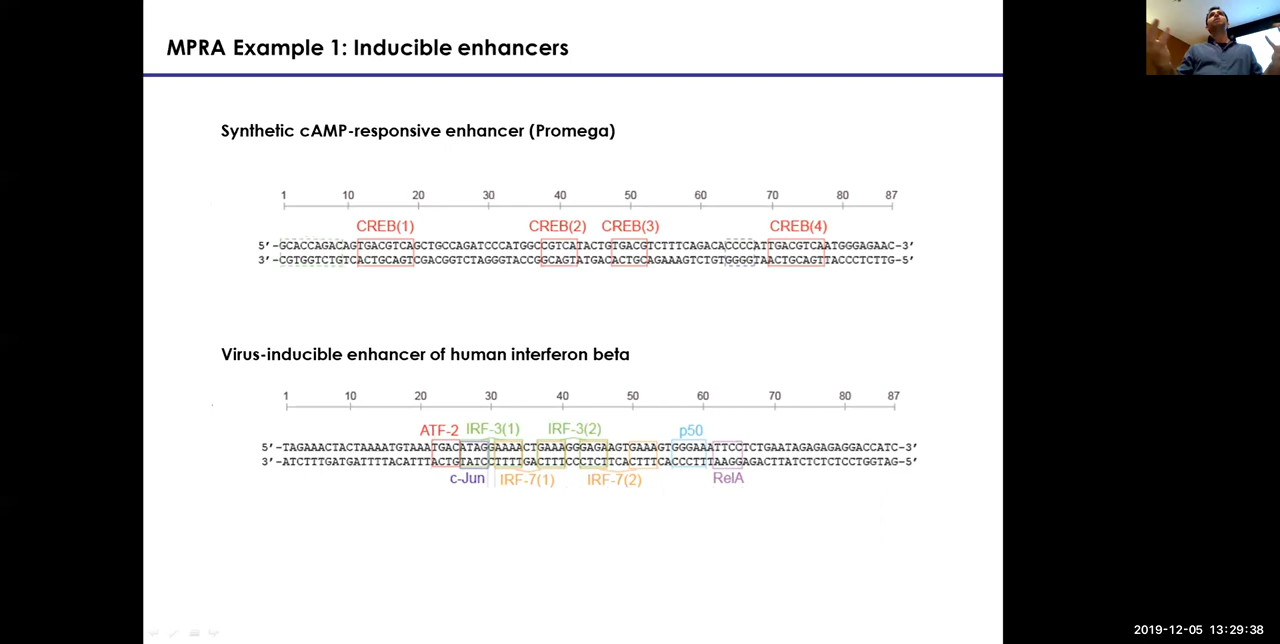 MPRA Example 1: Inducible enhancers
Synthetic cAMP-responsive enhancer (Promega)
1 10 20 30 40 50 60 70 80 87
CREB(1) CREB(2) CREB(3) CREB(4)
5′-GCACCAGACAGTGACGTCAGCTGCCAGATCCCATGGCCGTCATACTGTGACGTCTTTCAGACACCCCATTGACGTCAATGGGAGAAC-3′
3′-CGTGGTCTGTCACTGCAGTCGACGGTCTAGGGTACCGGCAGTATGACACTGCAGAAAGTCTGTGGGGTAACTGCAGTTACCCTCTTG-5′
Virus-inducible enhancer of human interferon beta
1 10 20 30 40 50 60 70 80 87
ATF-2 IRF-3(1) IRF-3(2) p50
5′-TAGAAACTACTAAAATGTAAATGACATAGGAAAACTGAAAGGGAGAAGTGAAAGTGGGAAATTCCTCTGAATAGAGAGAGGACCATC-3′
3′-ATCTTTGATGATTTTACATTTACTGTATCCTTTTGACTTTCCCTCTTCACTTTCACCCTTTAAGGAGACTTATCTCTCTCCTGGTAG-5′
c-Jun IRF-7(1) IRF-7(2) RelA
2019-12-05 13:29:38